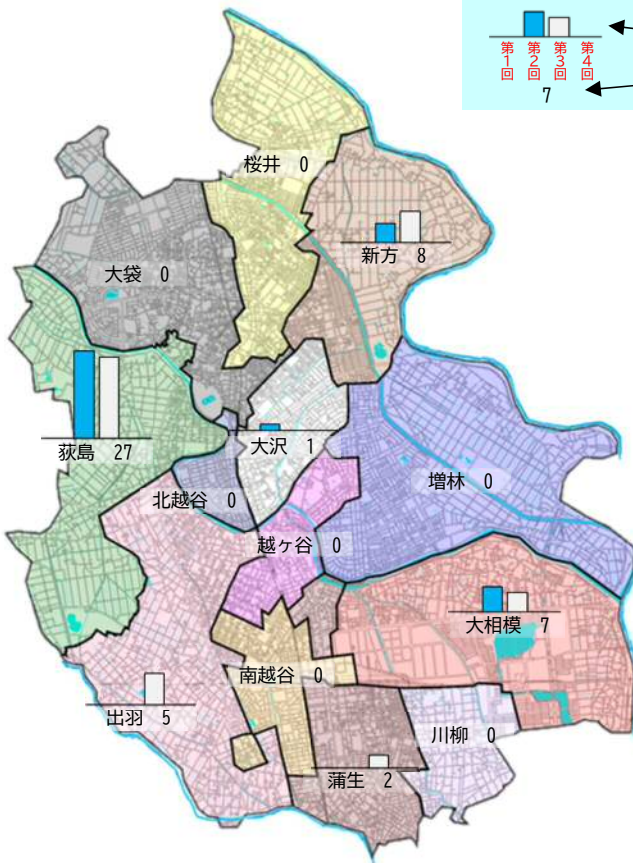 第1回 第2回 第3回 第4回
7
桜井 0
新方 8
大袋 0
荻島 27
大沢 1
増林 0
北越谷 0
越ヶ谷 0
大相模 7
南越谷 0
出羽 5
川柳 0
蒲生 2